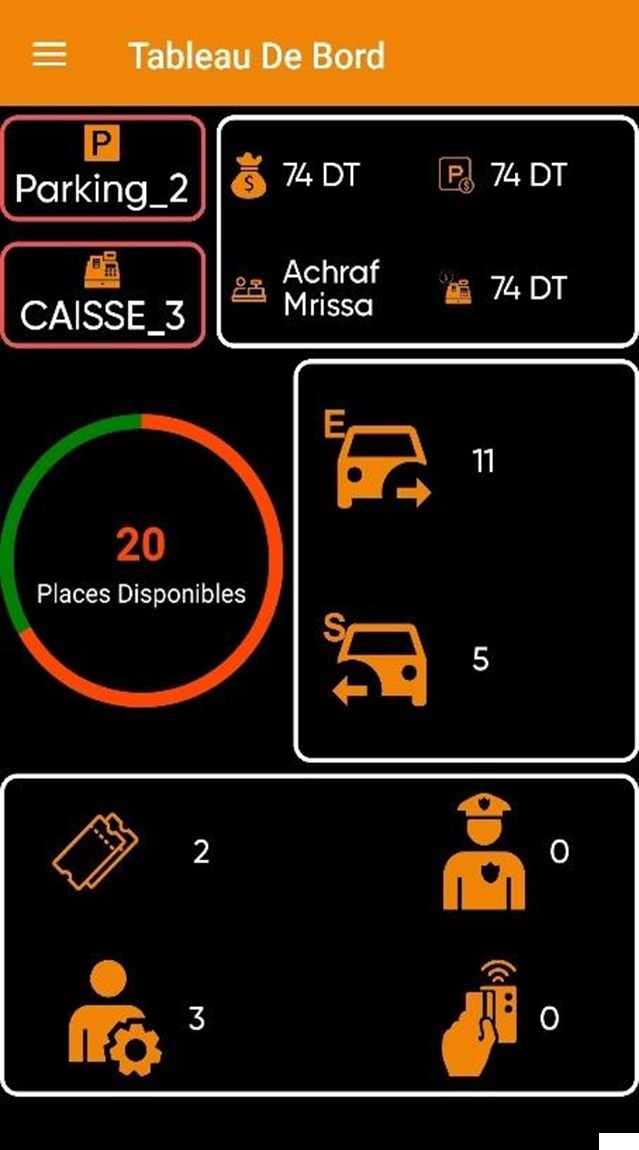 Tableau De Bord
P
Parking_2
CAISSE_3
$ 74 DT
P $ 74 DT
Achraf
Mrissa
74 DT
20
Places Disponibles
E
11
S
5
2
0
3
0